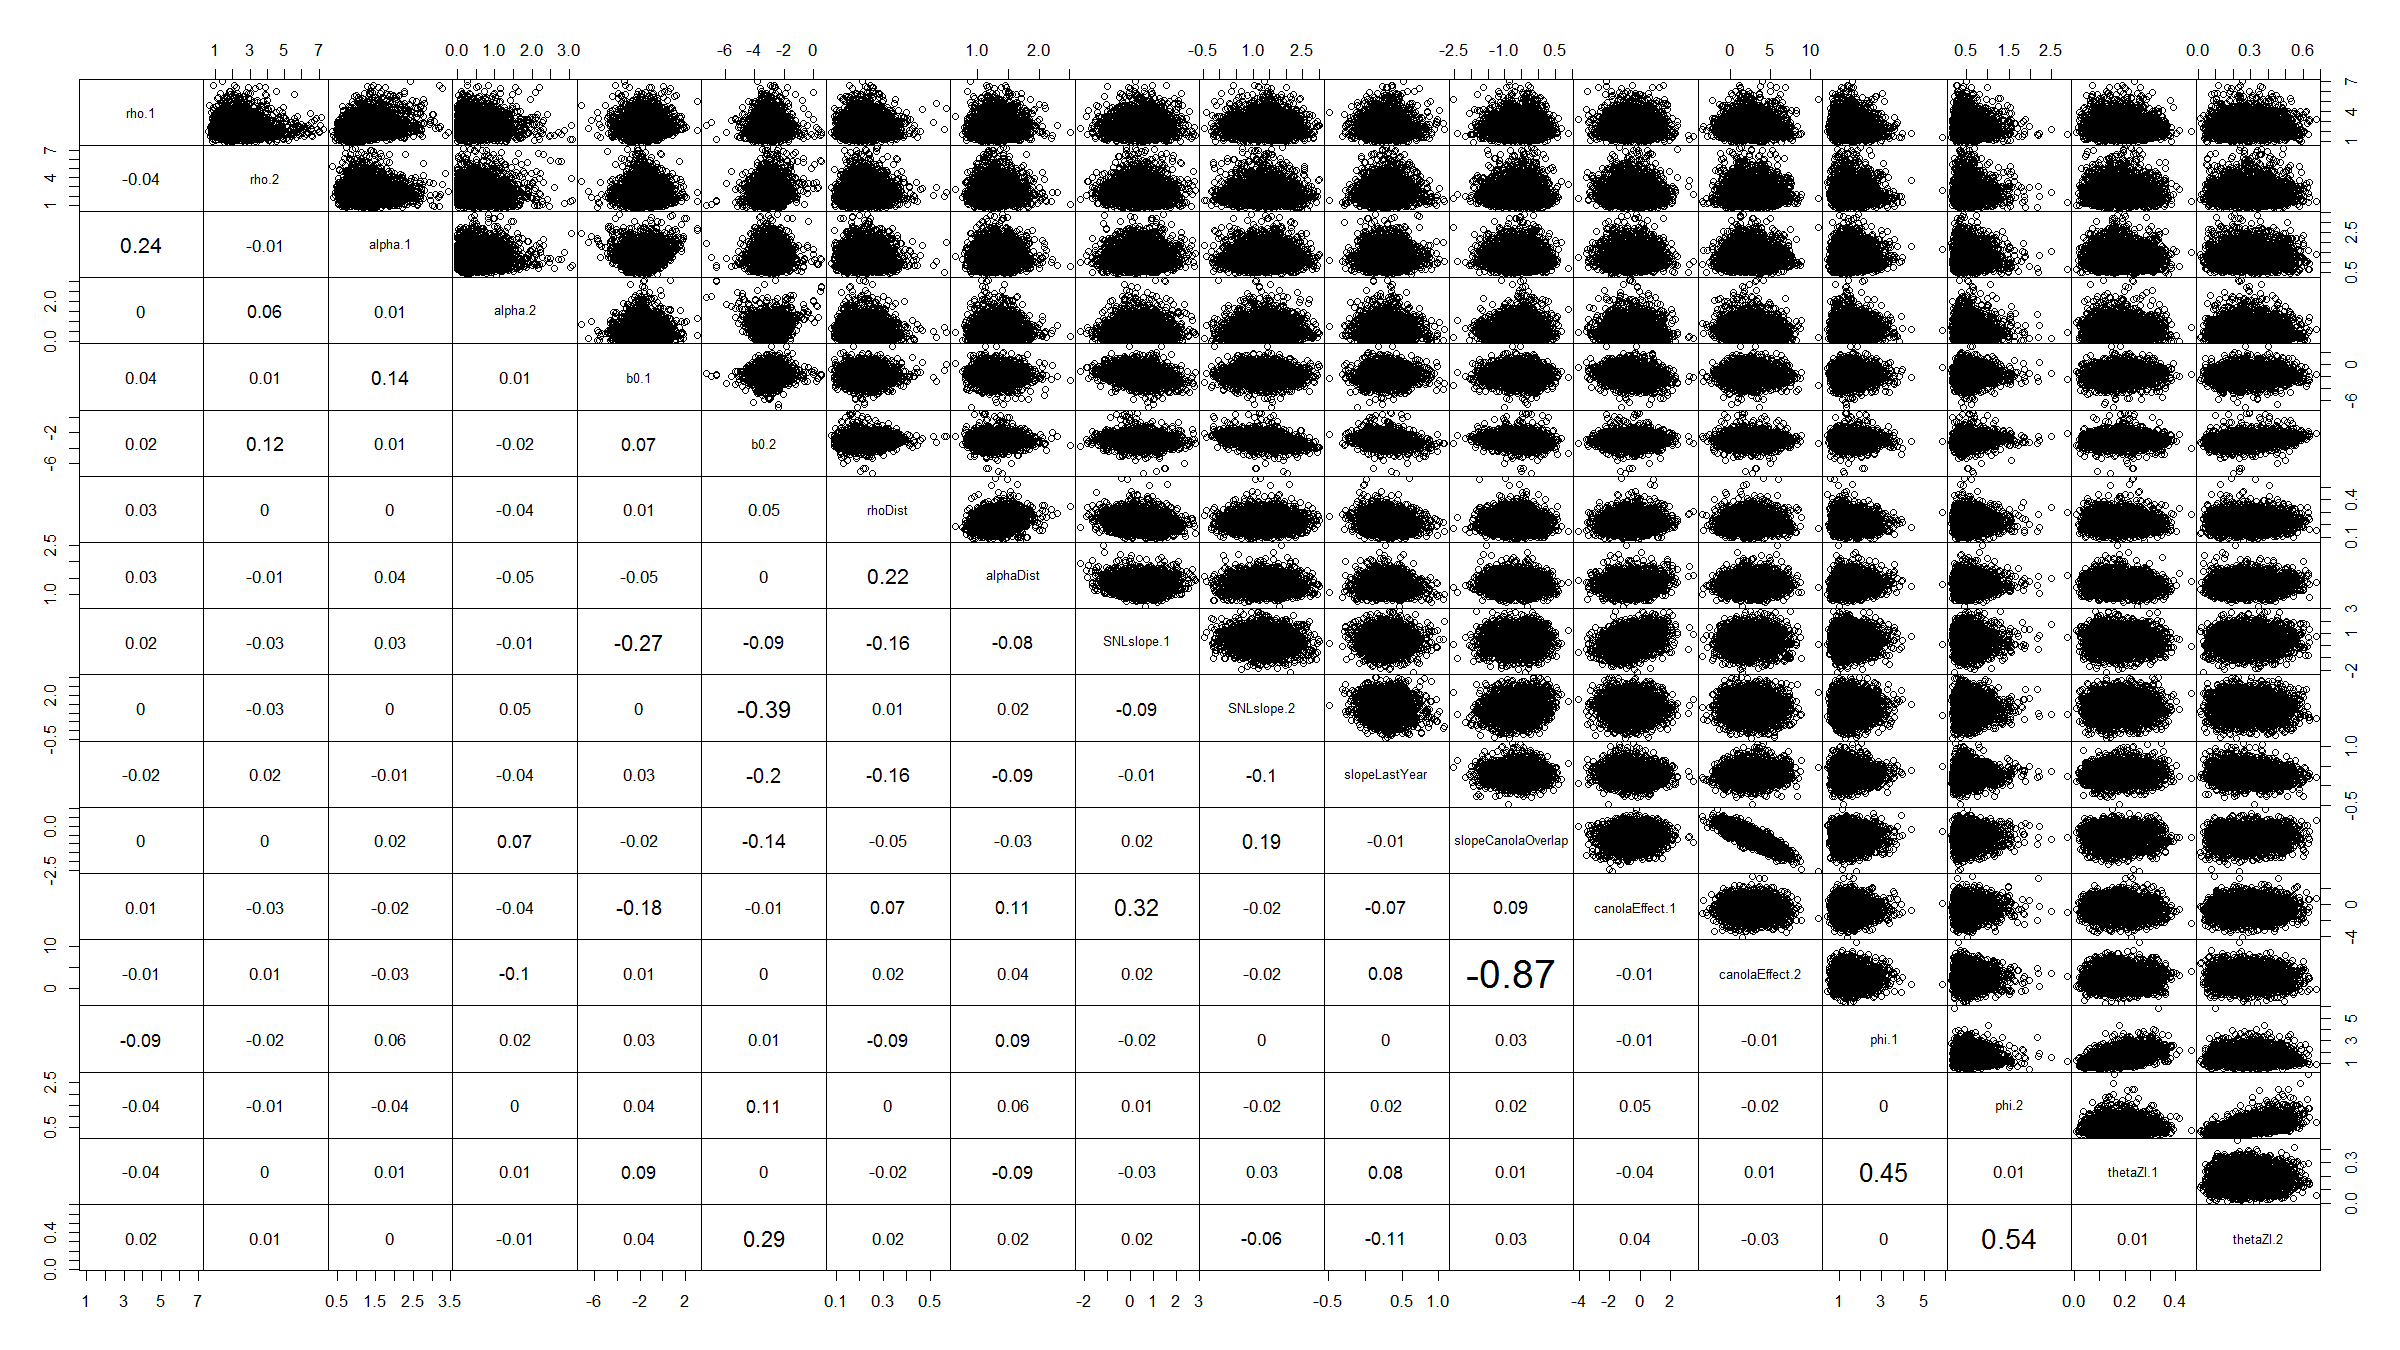 1 3 5 7 0.0 1.0 2.0 3.0 -6 -4 -2 0 1.0 2.0 -0.5 1.0 2.5 -2.5 -1.0 0.5 0 5 10 0.5 1.5 2.5 0.0 0.3 0.6
rho.1 1 4 7
1 4 7 -0.04 rho.2
0.24 -0.01 alpha.1 0.5 2.5
0.0 2.0 0 0.06 0.01 alpha.2
0.04 0.01 0.14 0.01 b0.1 -6 0
-6 -2 0.02 0.12 0.01 -0.02 0.07 b0.2
0.03 0 0 -0.04 0.01 0.05 rhoDist 0.1 0.4
1.0 2.5 0.03 -0.01 0.04 -0.05 -0.05 0 0.22 alphaDist
0.02 -0.03 0.03 -0.01 -0.27 -0.09 -0.16 -0.08 SNLslope.1 -2 1 3
-0.5 2.0 0 -0.03 0 0.05 0 -0.39 0.01 0.02 -0.09 SNLslope.2
-0.02 0.02 -0.01 -0.04 0.03 -0.2 -0.16 -0.09 -0.01 -0.1 slopeLastYear -0.5 1.0
-2.5 0.0 0 0 0.02 0.07 -0.02 -0.14 -0.05 -0.03 0.02 0.19 -0.01 slopeCanolaOverlap
0.01 -0.03 -0.02 -0.04 -0.18 -0.01 0.07 0.11 0.32 -0.02 -0.07 0.09 canolaEffect.1 -4 0
0 10 -0.01 0.01 -0.03 -0.1 0.01 0 0.02 0.04 0.02 -0.02 0.08 -0.87 -0.01 canolaEffect.2
-0.09 -0.02 0.06 0.02 0.03 0.01 -0.09 0.09 -0.02 0 0 0.03 -0.01 -0.01 phi.1 1 3 5
0.5 2.5 -0.04 -0.01 -0.04 0 0.04 0.11 0 0.06 0.01 -0.02 0.02 0.02 0.05 -0.02 0 phi.2
-0.04 0 0.01 0.01 0.09 0 -0.02 -0.09 -0.03 0.03 0.08 0.01 -0.04 0.01 0.45 0.01 thetaZI.1 0.0 0.3
0.0 0.4 0.02 0.01 0 -0.01 0.04 0.29 0.02 0.02 0.02 -0.06 -0.11 0.03 0.04 -0.03 0 0.54 0.01 thetaZI.2
1 3 5 7 0.5 1.5 2.5 3.5 -6 -2 2 0.1 0.3 0.5 -2 0 1 2 3 -0.5 0.5 1.0 -4 -2 0 2 1 3 5 0.0 0.2 0.4